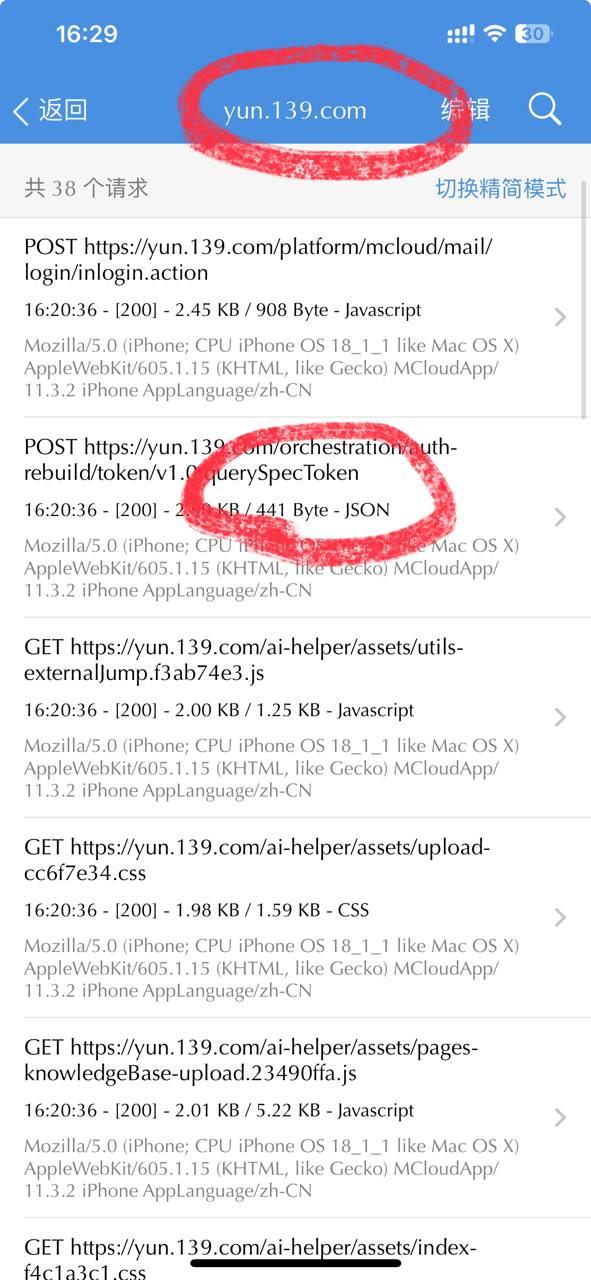 16:29
30
返回
yun.139.com
编辑
共 38 个请求
切换精简模式
POST https://yun.139.com/platform/mcloud/mail/
login/inlogin.action
16:20:36 - [200] - 2.45 KB / 908 Byte - Javascript
Mozilla/5.0 (iPhone; CPU iPhone OS 18_1_1 like Mac OS X)
AppleWebKit/605.1.15 (KHTML, like Gecko) MCloudApp/
11.3.2 iPhone AppLanguage/zh-CN
POST https://yun.139.com/orchestration/auth-
rebuild/token/v1.0/querySpecToken
16:20:36 - [200] - KB / 441 Byte - JSON
Mozilla/5.0 (iPhone; CPU iPhone OS 18_1_1 like Mac OS X)
AppleWebKit/605.1.15 (KHTML, like Gecko) MCloudApp/
11.3.2 iPhone AppLanguage/zh-CN
GET https://yun.139.com/ai-helper/assets/utils-
externalJump.f3ab74e3.js
16:20:36 - [200] - 2.00 KB / 1.25 KB - Javascript
Mozilla/5.0 (iPhone; CPU iPhone OS 18_1_1 like Mac OS X)
AppleWebKit/605.1.15 (KHTML, like Gecko) MCloudApp/
11.3.2 iPhone AppLanguage/zh-CN
GET https://yun.139.com/ai-helper/assets/upload-
cc6f7e34.css
16:20:36 - [200] - 1.98 KB / 1.59 KB - CSS
Mozilla/5.0 (iPhone; CPU iPhone OS 18_1_1 like Mac OS X)
AppleWebKit/605.1.15 (KHTML, like Gecko) MCloudApp/
11.3.2 iPhone AppLanguage/zh-CN
GET https://yun.139.com/ai-helper/assets/pages-
knowledgeBase-upload.23490ffa.js
16:20:36 - [200] - 2.01 KB / 5.22 KB - Javascript
Mozilla/5.0 (iPhone; CPU iPhone OS 18_1_1 like Mac OS X)
AppleWebKit/605.1.15 (KHTML, like Gecko) MCloudApp/
11.3.2 iPhone AppLanguage/zh-CN
GET https://yun.139.com/ai-helper/assets/index-
f4c1a3c1.css